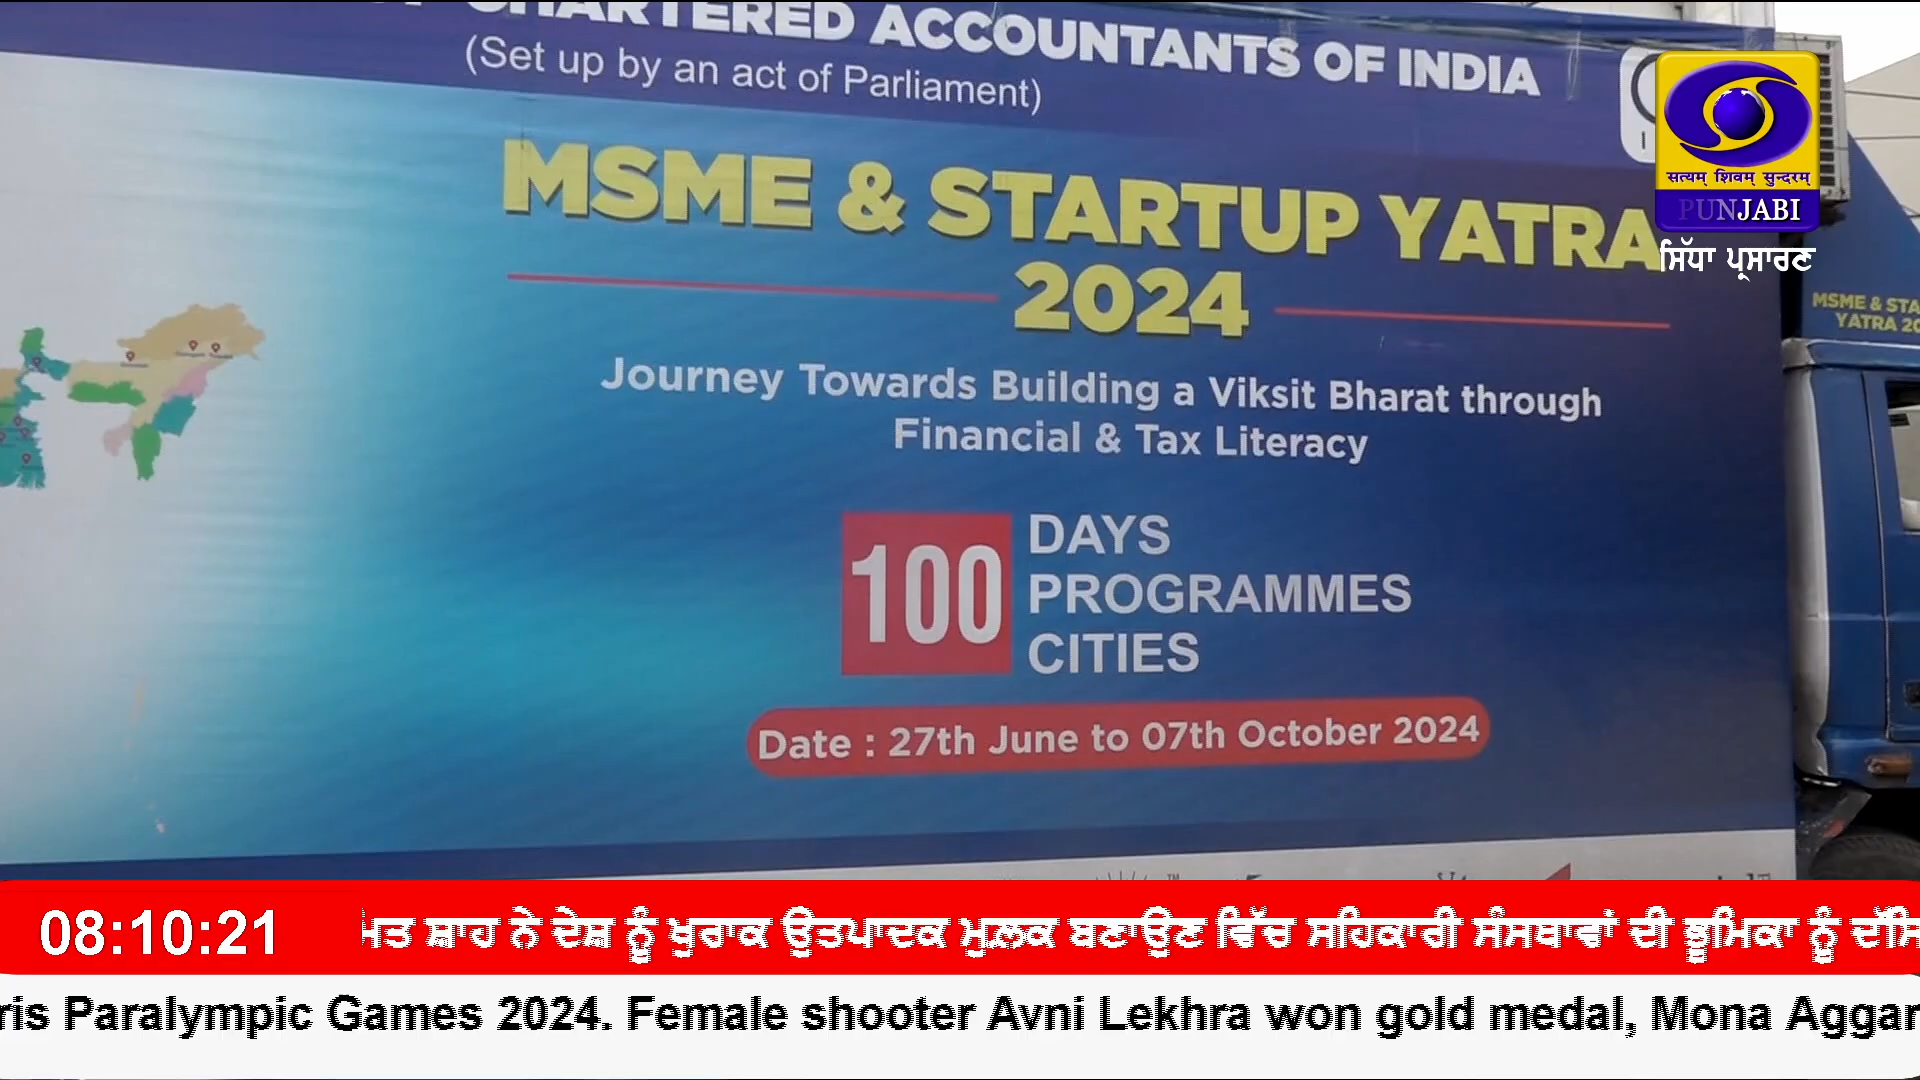 CHARTERED ACCOUNTANTS OF INDIA
(Set up by an act of Parliament)
MSME & STARTUP YATRA
2024
Journey Towards Building a Viksit Bharat through
Financial & Tax Literacy
100 DAYS
PROGRAMMES
CITIES
Date : 27th June to 07th October 2024
सत्यम् शिवम् सुन्दरम्
PUNJABI
ਸਿੱਧਾ ਪ੍ਰਸਾਰਣ
MSME & STA
YATRA 20
08:10:21 ਮਿਤ ਸ਼ਾਹ ਨੇ ਦੇਸ਼ ਨੂੰ ਖੁਰਾਕ ਉਤਪਾਦਕ ਮੁਲਕ ਬਣਾਉਣ ਵਿੱਚ ਸਹਿਕਾਰੀ ਸੰਸਥਾਵਾਂ ਦੀ ਭੂਮਿਕਾ ਨੂੰ ਦੱਸਿ
ris Paralympic Games 2024. Female shooter Avni Lekhra won gold medal, Mona Aggar